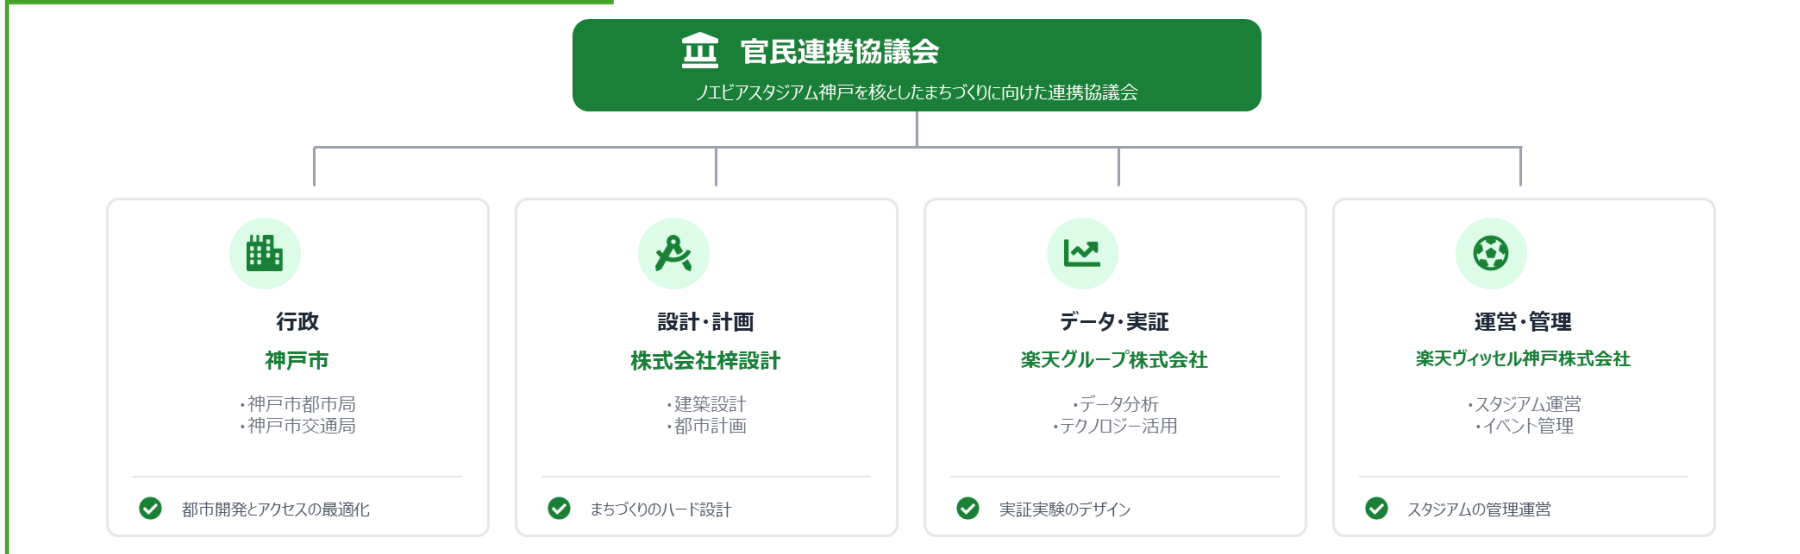 官民連携協議会
ノエビアスタジアム神戸を核としたまちづくりに向けた連携協議会
行政
神戸市
・神戸市都市局
・神戸市交通局
都市開発とアクセスの最適化
設計・計画
株式会社梓設計
・建築設計
・都市計画
まちづくりのハード設計
データ・実証
楽天グループ株式会社
・データ分析
・テクノロジー活用
実証実験のデザイン
運営・管理
楽天ヴィッセル神戸株式会社
・スタジアム運営
・イベント管理
スタジアムの管理運営